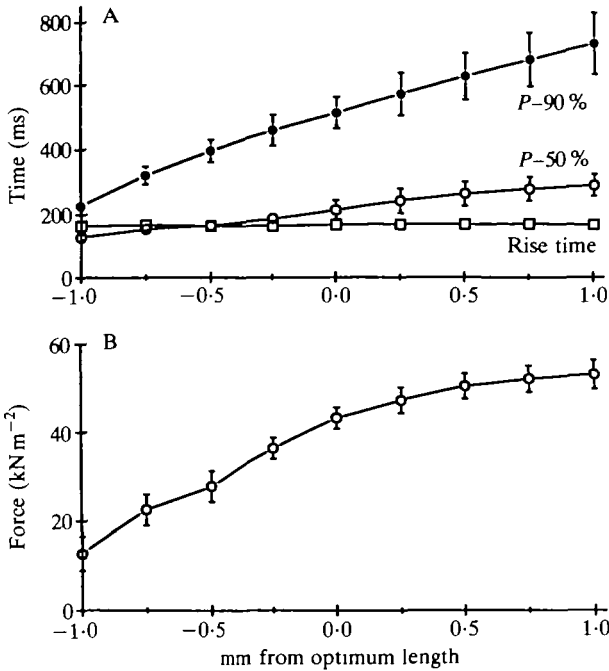 A
800
600
400
200
0
Time (ms)
P–90 %
P–50 %
Rise time
−1·0
−0·5
0·0
0·5
1·0
B
60
40
20
0
Force (kN m⁻²)
−1·0
−0·5
0·0
0·5
1·0
mm from optimum length